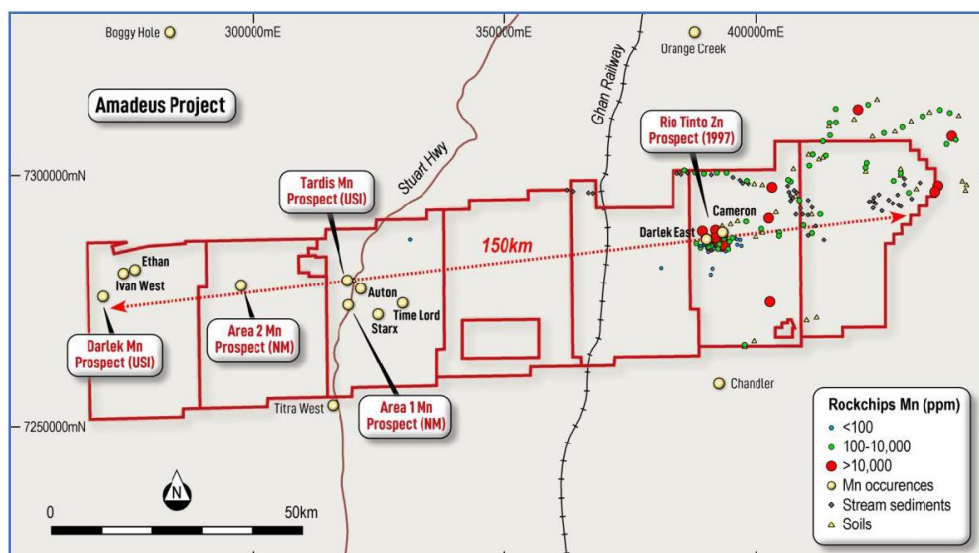 Boggy Hole
300000mE
350000mE
400000mE
Orange Creek
Amadeus Project
Stuart Hwy
Ghan Railway
Rio Tinto Zn
Prospect (1997)
7300000mN
Tardis Mn
Prospect (USI)
Cameron
Darlek East
150km
Ethan
Ivan West
Auton
Time Lord
Starx
Darlek Mn
Prospect (USI)
Area 2 Mn
Prospect (NM)
Area 1 Mn
Prospect (NM)
Titra West
Chandler
7250000mN
N
0
50km
Rockchips Mn (ppm)
<100
100-10,000
>10,000
Mn occurences
Stream sediments
Soils